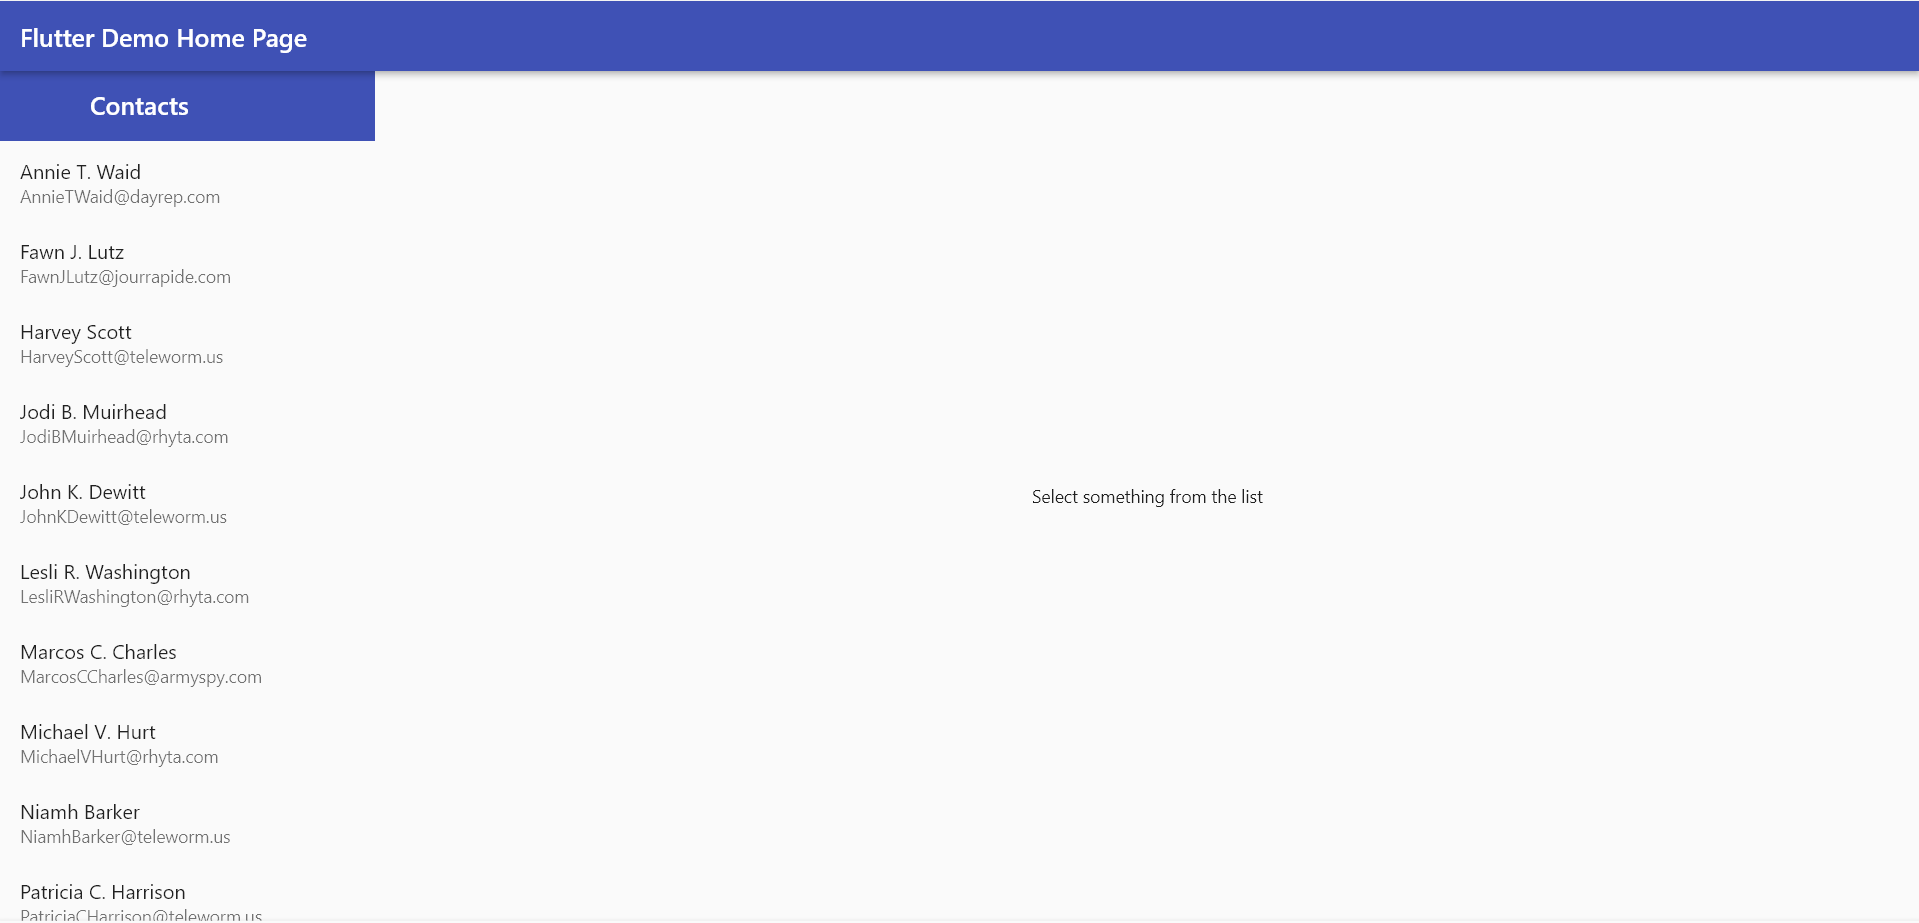 Flutter Demo Home Page
Contacts
Annie T. Waid
AnnieTWaid@dayrep.com
Fawn J. Lutz
FawnJLutz@jourrapide.com
Harvey Scott
HarveyScott@teleworm.us
Jodi B. Muirhead
JodiBMuirhead@rhyta.com
John K. Dewitt
JohnKDewitt@teleworm.us
Lesli R. Washington
LesliRWashington@rhyta.com
Marcos C. Charles
MarcosCCharles@armyspy.com
Michael V. Hurt
MichaelVHurt@rhyta.com
Niamh Barker
NiamhBarker@teleworm.us
Patricia C. Harrison
PatriciaCHarrison@teleworm.us
Select something from the list